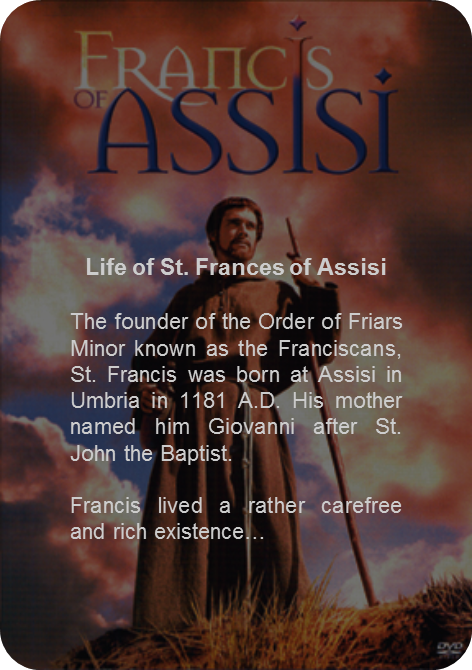 FRANCIS
OF ASSISI
Life of St. Frances of Assisi
The founder of the Order of Friars
Minor known as the Franciscans,
St. Francis was born at Assisi in
Umbria in 1181 A.D. His mother
named him Giovanni after St.
John the Baptist.
Francis lived a rather carefree
and rich existence...
DVD